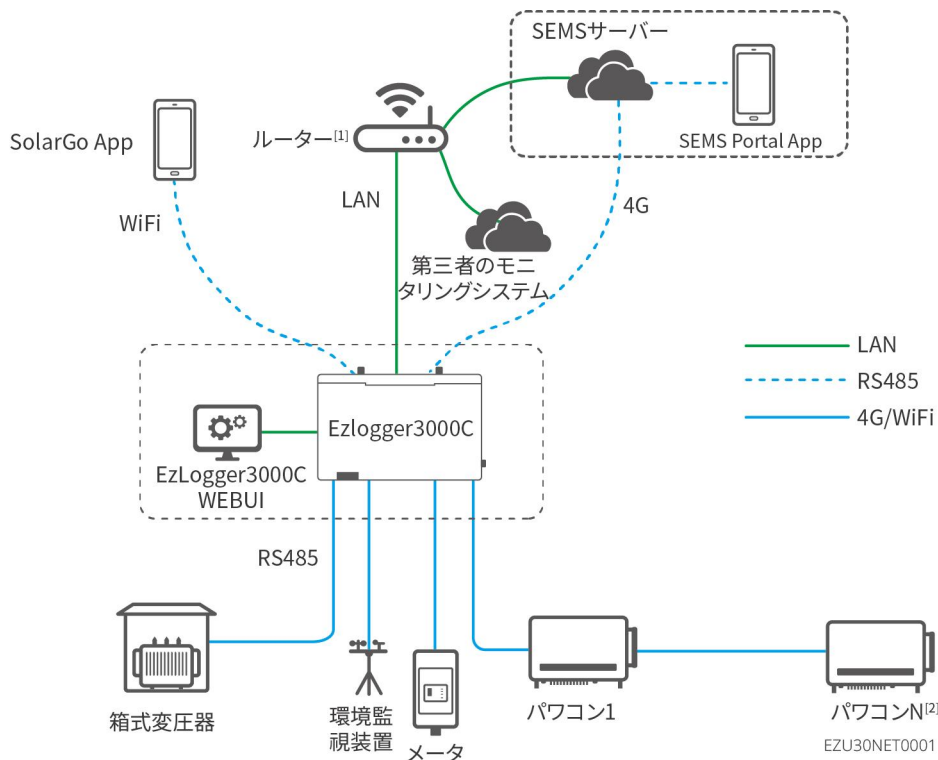 SEMSサーバー
SEMS Portal App
SolarGo App
ルーター[1]
LAN
WiFi
4G
第三者のモニ
タリングシステム
LAN
RS485
4G/WiFi
Ezlogger3000C
EzLogger3000C
WEBUI
RS485
箱式変圧器
環境監
視装置
メータ
パワコン1
パワコンN[2]
EZU30NET0001